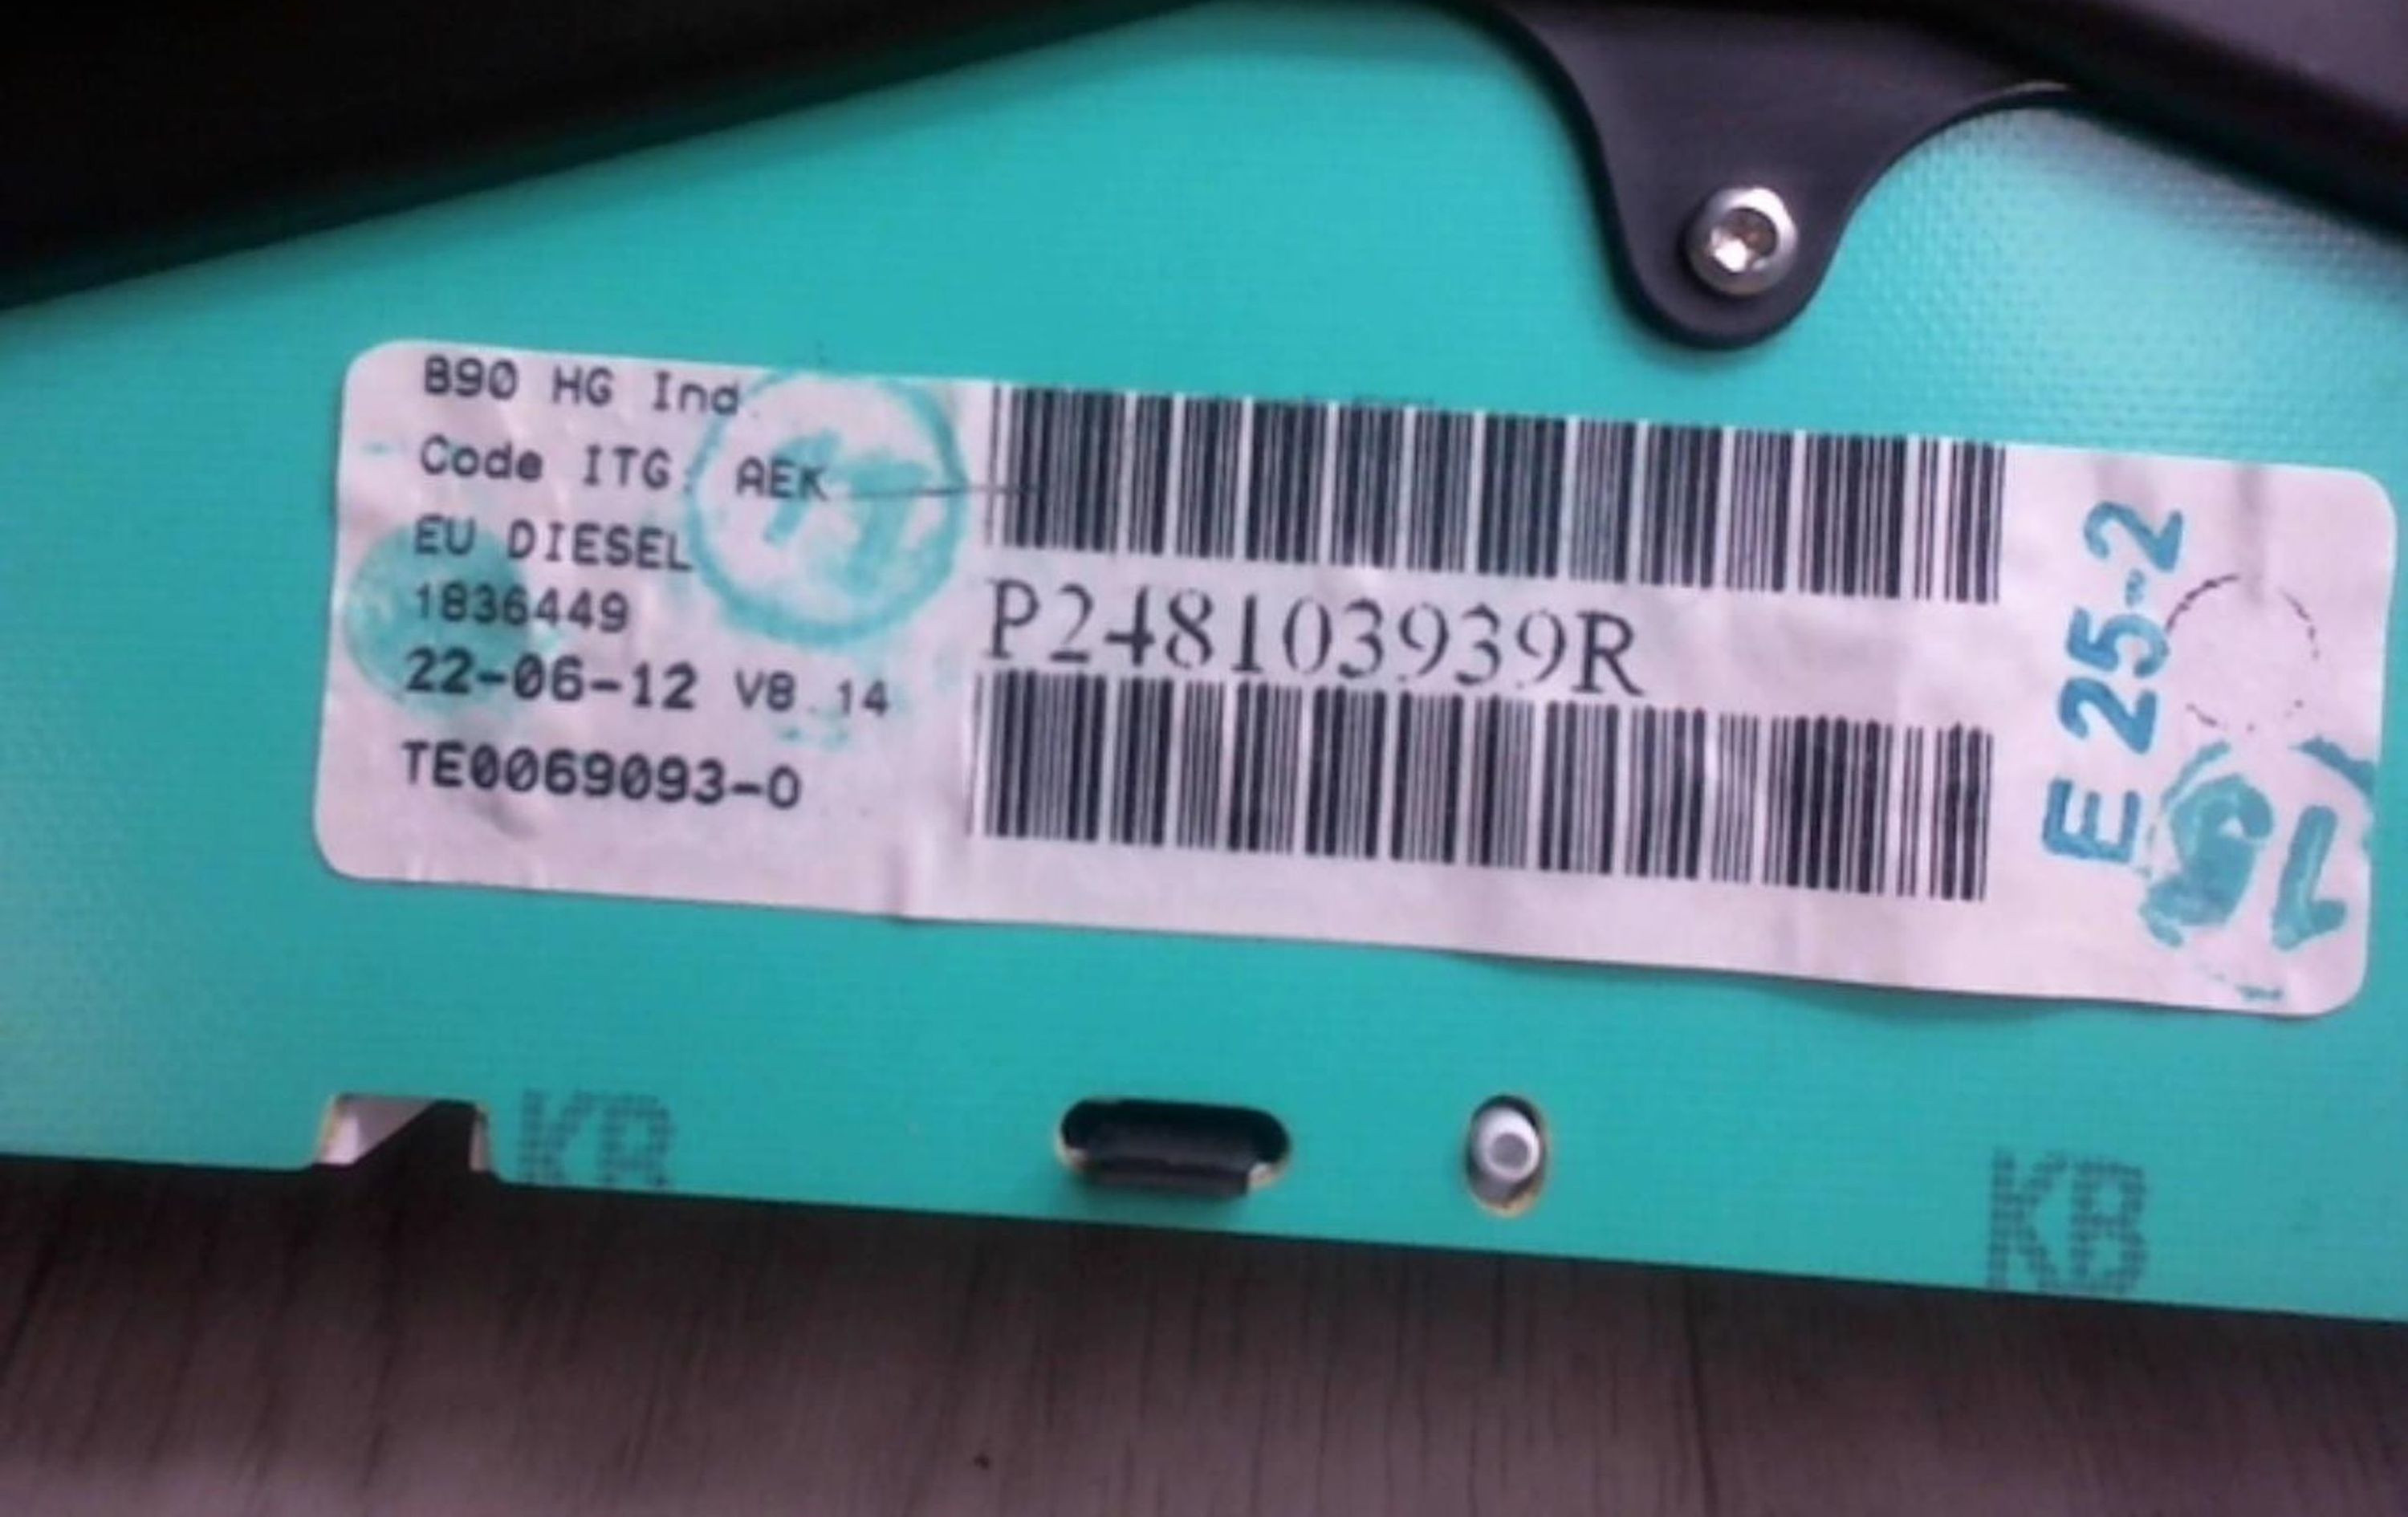 B90 HG Ind.
Code ITG: AEK
EU DIESEL
1836449
22-06-12 V8.14
TE0069093-0
P248103939R
E 25-2
KB
KB